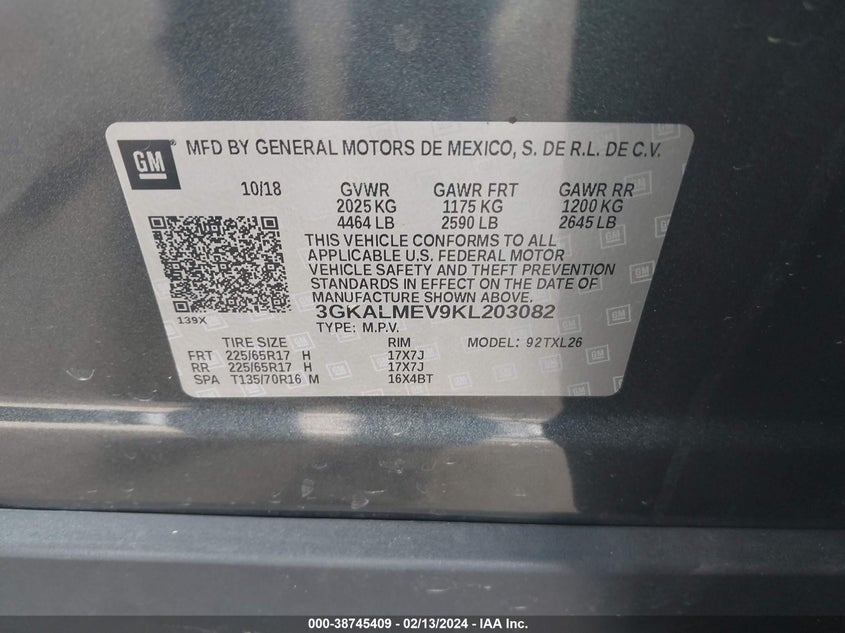 GM MFD BY GENERAL MOTORS DE MEXICO, S. DE R.L. DE C.V.
10/18 GVWR GAWR FRT GAWR RR
2025 KG 1175 KG 1200 KG
4464 LB 2590 LB 2645 LB
THIS VEHICLE CONFORMS TO ALL
APPLICABLE U.S. FEDERAL MOTOR
VEHICLE SAFETY AND THEFT PREVENTION
STANDARDS IN EFFECT ON THE DATE OF
MANUFACTURE SHOWN ABOVE.
139X 3GKALMEV9KL203082
TYPE: M.P.V.
TIRE SIZE RIM MODEL: 92TXL26
FRT 225/65R17 H 17X7J
RR 225/65R17 H 17X7J
SPA T135/70R16 M 16X4BT
000-38745409 - 02/13/2024 - IAA Inc.